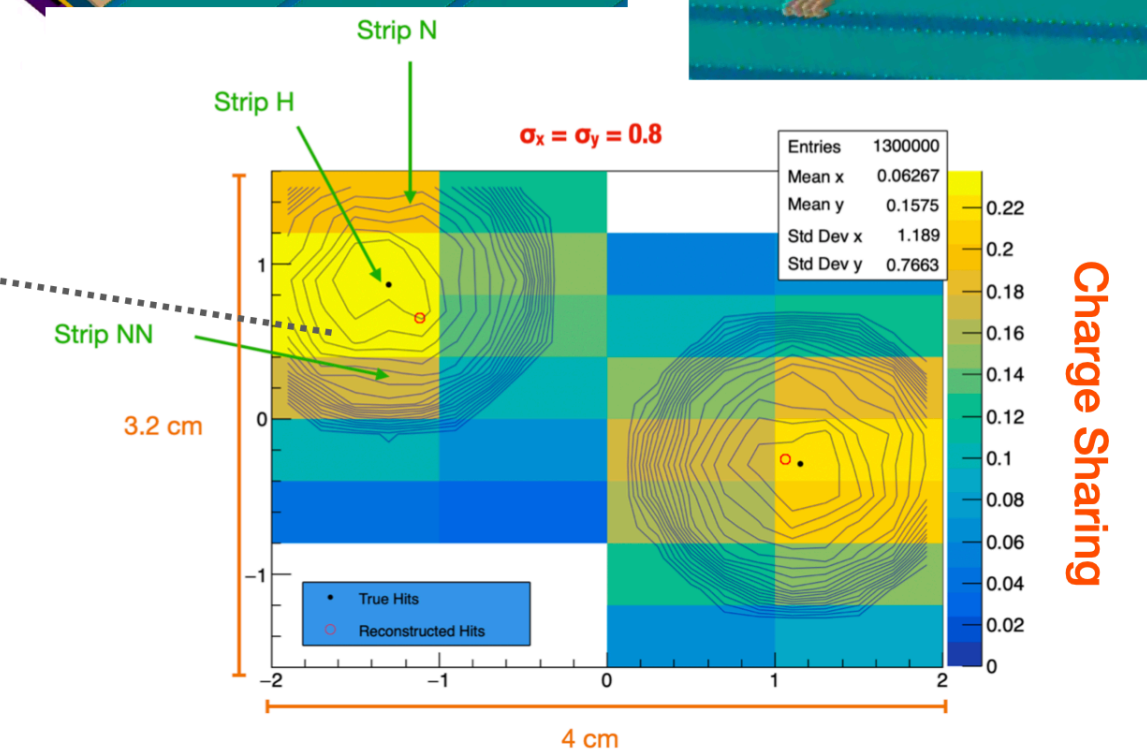 Strip N
Strip H
σx = σy = 0.8
Entries 1300000
Mean x 0.06267
Mean y 0.1575
Std Dev x 1.189
Std Dev y 0.7663
Strip NN
3.2 cm
1
0
−1
−2
−1
0
1
2
4 cm
True Hits
Reconstructed Hits
0.22
0.2
0.18
0.16
0.14
0.12
0.1
0.08
0.06
0.04
0.02
0
Charge Sharing